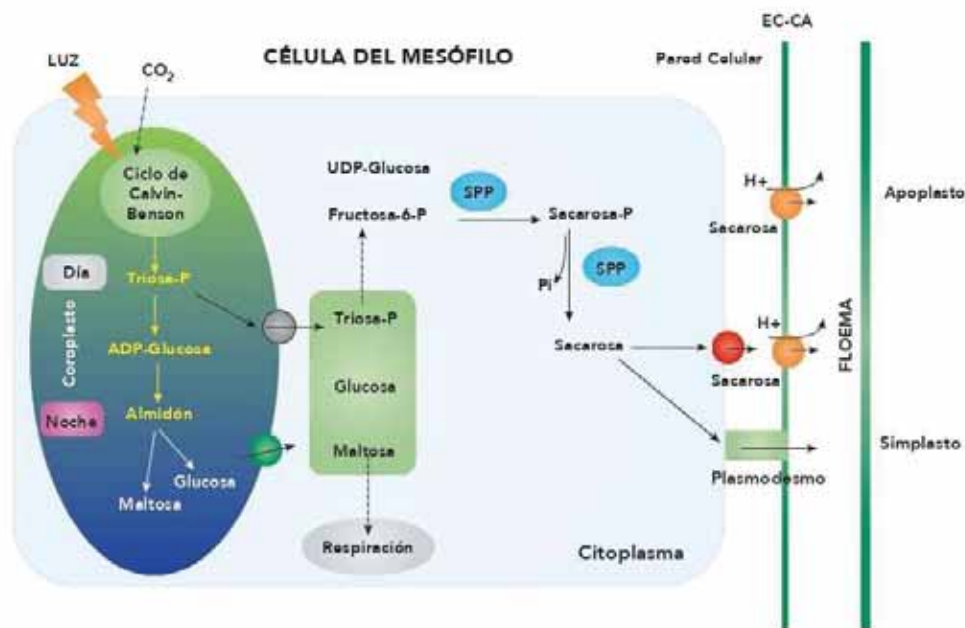 EC-CA
LUZ
CO2
CÉLULA DEL MESÓFILO
Pared Celular
Ciclo de
Calvin-
Benson
UDP-Glucosa
SPP
Fructosa-6-P
Sacarosa-P
H+
Sacarosa
Apoplasto
Día
Triosa-P
Coroplasto
ADP-Glucosa
Noche
Almidón
Glucosa
Maltosa
Triosa-P
Glucosa
Maltosa
Respiración
Pi
SPP
Sacarosa
H+
Sacarosa
FLOEMA
Plasmodesmo
Simplasto
Citoplasma